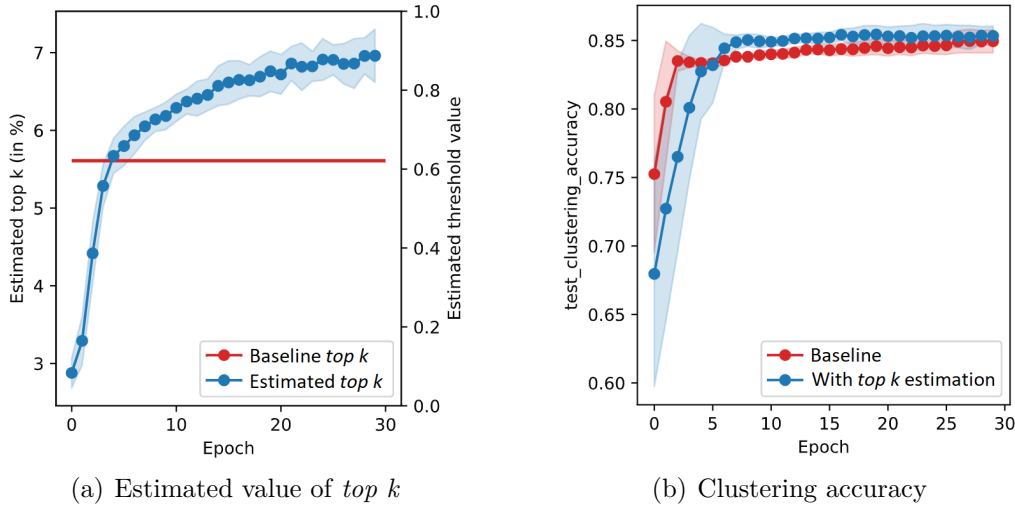 Estimated top k (in %)
7
6
5
4
3
1.0
0.8
0.6
0.4
0.2
0.0
Estimated threshold value
Baseline top k
Estimated top k
0 10 20 30
Epoch
(a) Estimated value of top k
test_clustering_accuracy
0.85
0.80
0.75
0.70
0.65
0.60
Baseline
With top k estimation
0 5 10 15 20 25 30
Epoch
(b) Clustering accuracy